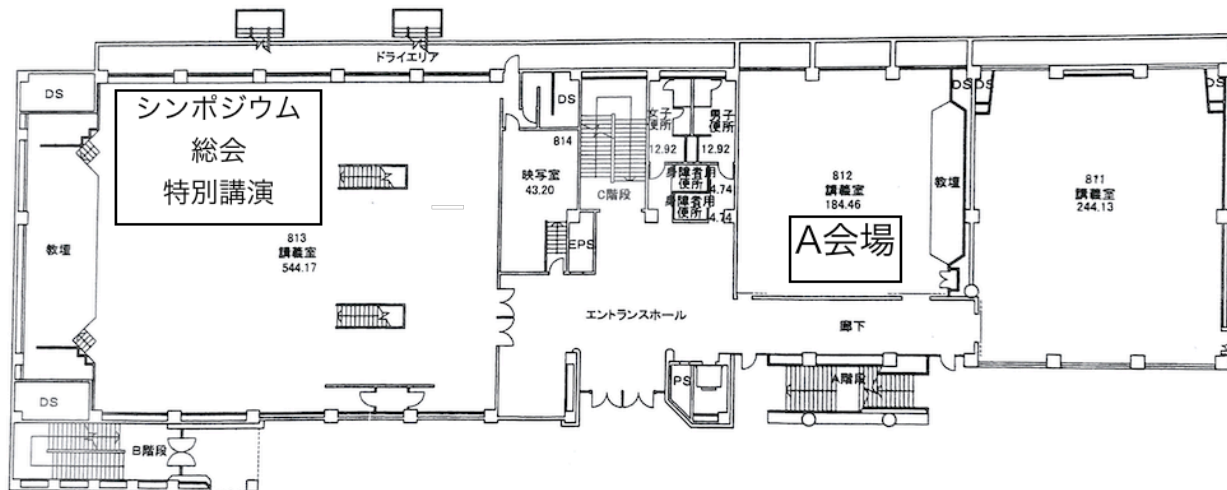 ドライエリア
DS
シンポジウム
総会
特別講演
教壇
813
講義室
544.17
DS
B階段
DS
814
映写室
43.20
EPS
C階段
女子
便所
12.92
男子
便所
12.92
身障者用
便所
4.74
身障者用
便所
4.74
エントランスホール
PS
812
講義室
184.46
A会場
教壇
廊下
A階段
DS
DS
811
講義室
244.13
DS